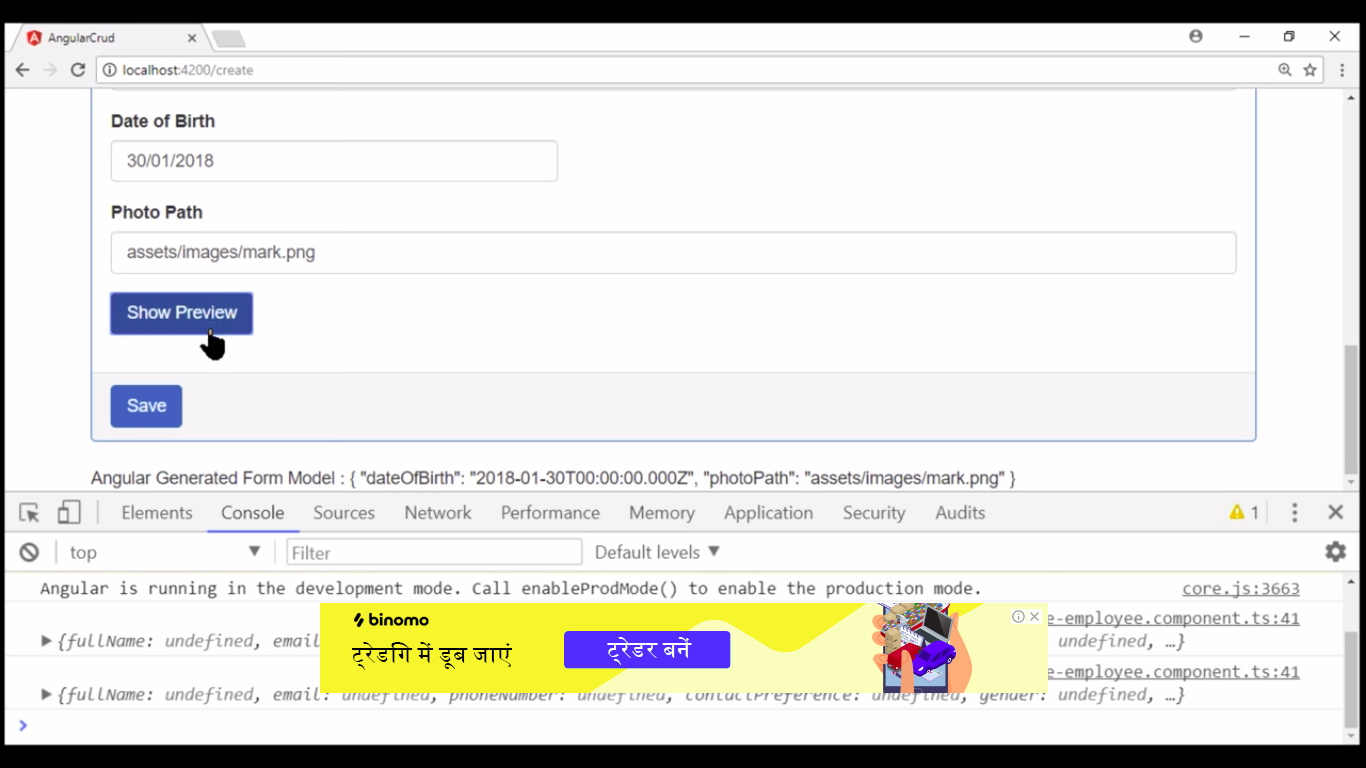 AngularCrud
localhost:4200/create
Date of Birth
30/01/2018
Photo Path
assets/images/mark.png
Show Preview
Save
Angular Generated Form Model : { "dateOfBirth": "2018-01-30T00:00:00.000Z", "photoPath": "assets/images/mark.png" }
Elements Console Sources Network Performance Memory Application Security Audits 1
top Filter Default levels
Angular is running in the development mode. Call enableProdMode() to enable the production mode. core.js:3663
e-employee.component.ts:41
{fullName: undefined, email undefined, …}
binomo
ट्रेडगि में डूब जाएं
ट्रेडर बनें
e-employee.component.ts:41
{fullName: undefined, email: undefined, phoneNumber: undefined, contactPreference: undefined, gender: undefined, …}